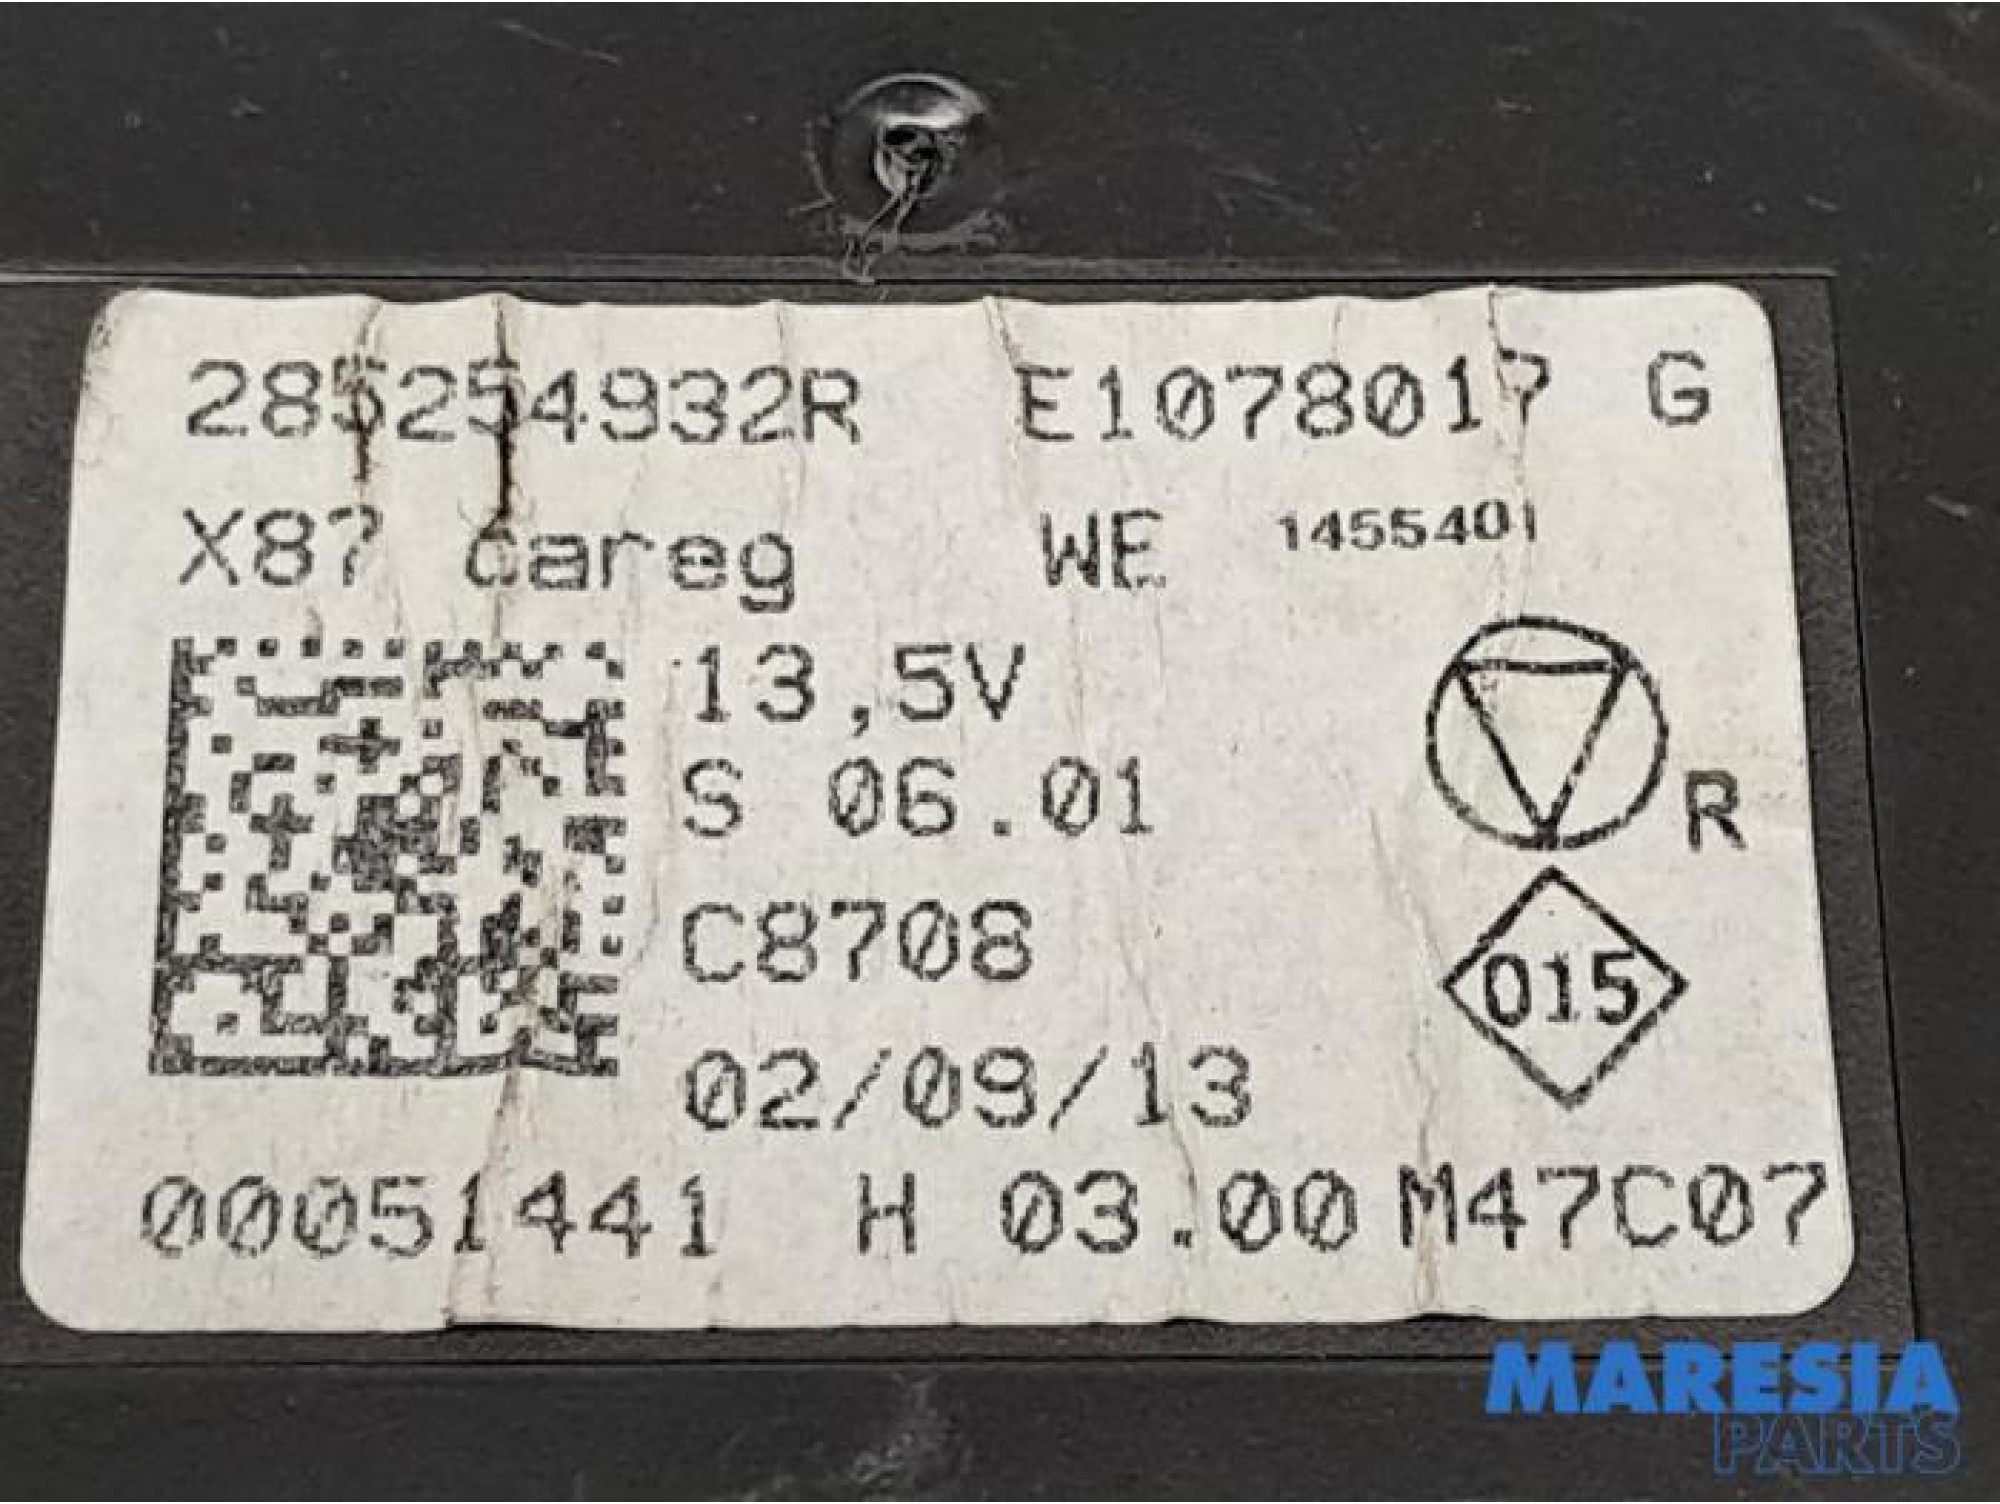 285254932R E1078017 G
X87 Careg WE 1455401
13,5V
S 06.01
R
C8708
015
02/09/13
00051441 H 03.00 M47C07
MARESIA
PARTS